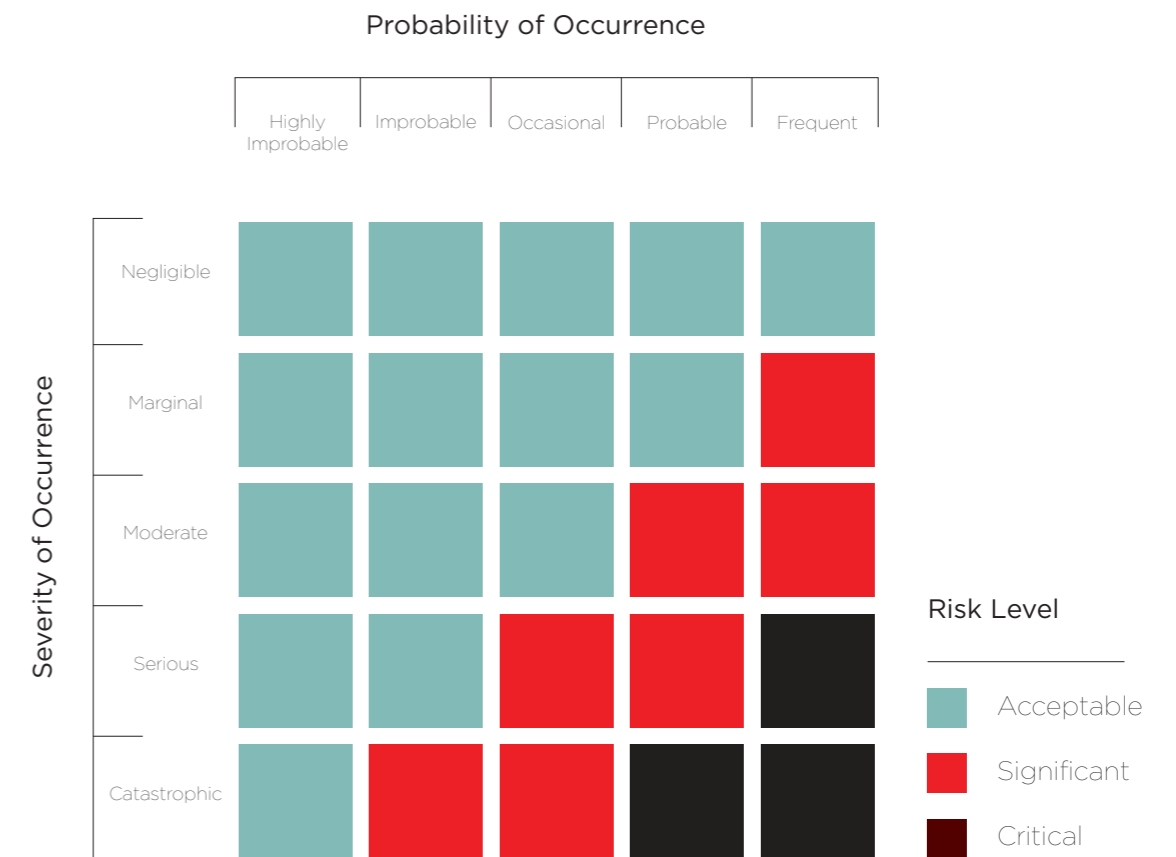 Probability of Occurrence
Highly
Improbable
Improbable
Occasional
Probable
Frequent
Severity of Occurrence
Negligible
Marginal
Moderate
Serious
Catastrophic
Risk Level
Acceptable
Significant
Critical